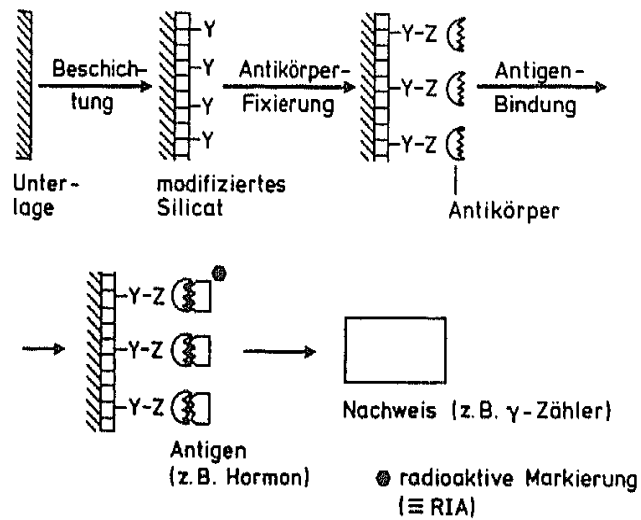 Y
Y
Y
Y
Beschich-
tung
Antikörper-
Fixierung
Y-Z
Y-Z
Y-Z
Antigen-
Bindung
Unter-
lage
modifiziertes
Silicat
Antikörper
Y-Z
Y-Z
Y-Z
Nachweis (z.B. γ-Zähler)
Antigen
(z.B. Hormon)
radioaktive Markierung
(≡ RIA)